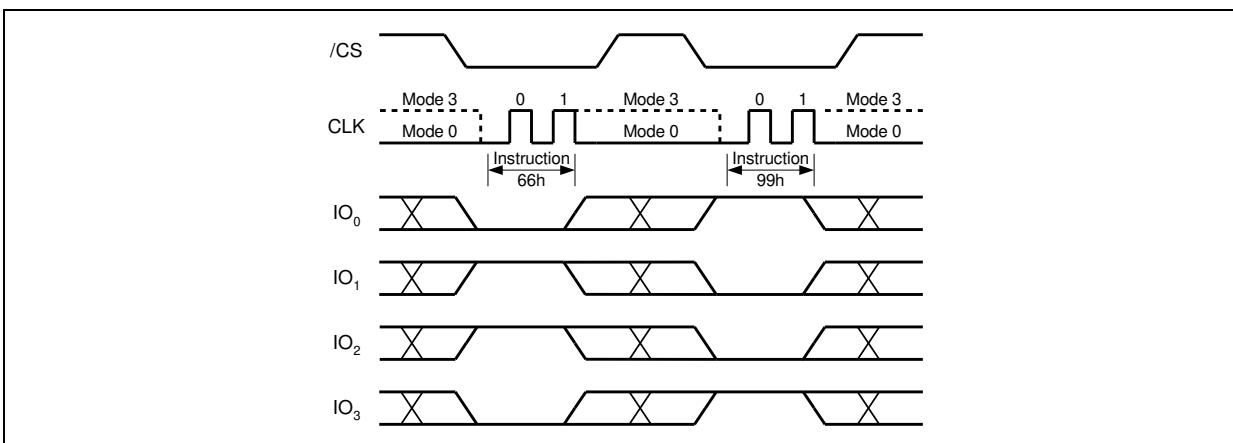 /CS
Mode 3 0 1 Mode 3 0 1 Mode 3
CLK Mode 0 Mode 0 Mode 0
Instruction Instruction
66h 99h
IO0
IO1
IO2
IO3